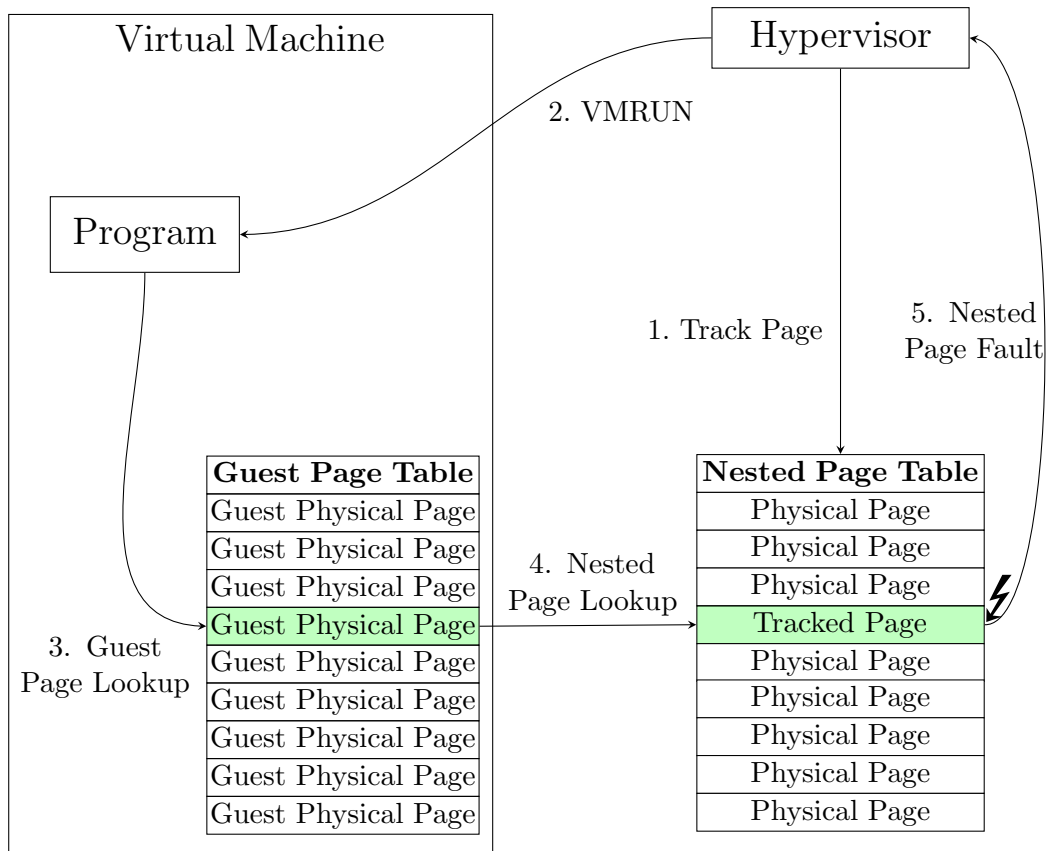 Virtual Machine
Hypervisor
2. VMRUN
Program
1. Track Page
5. Nested
Page Fault
Guest Page Table
Guest Physical Page
Guest Physical Page
Guest Physical Page
Guest Physical Page
Guest Physical Page
Guest Physical Page
Guest Physical Page
Guest Physical Page
Guest Physical Page
3. Guest
Page Lookup
4. Nested
Page Lookup
Nested Page Table
Physical Page
Physical Page
Physical Page
Tracked Page
Physical Page
Physical Page
Physical Page
Physical Page
Physical Page